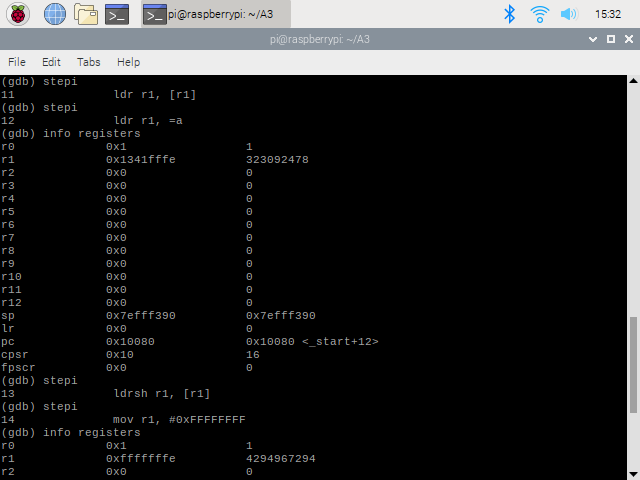 pi@raspberrypi: ~/A3
15:32
pi@raspberrypi: ~/A3
File Edit Tabs Help
(gdb) stepi
11 ldr r1, [r1]
(gdb) stepi
12 ldr r1, =a
(gdb) info registers
r0 0x1 1
r1 0x1341fffe 323092478
r2 0x0 0
r3 0x0 0
r4 0x0 0
r5 0x0 0
r6 0x0 0
r7 0x0 0
r8 0x0 0
r9 0x0 0
r10 0x0 0
r11 0x0 0
r12 0x0 0
sp 0x7efff390 0x7efff390
lr 0x0 0
pc 0x10080 0x10080 <_start+12>
cpsr 0x10 16
fpscr 0x0 0
(gdb) stepi
13 ldrsh r1, [r1]
(gdb) stepi
14 mov r1, #0xFFFFFFFF
(gdb) info registers
r0 0x1 1
r1 0xfffffffe 4294967294
r2 0x0 0